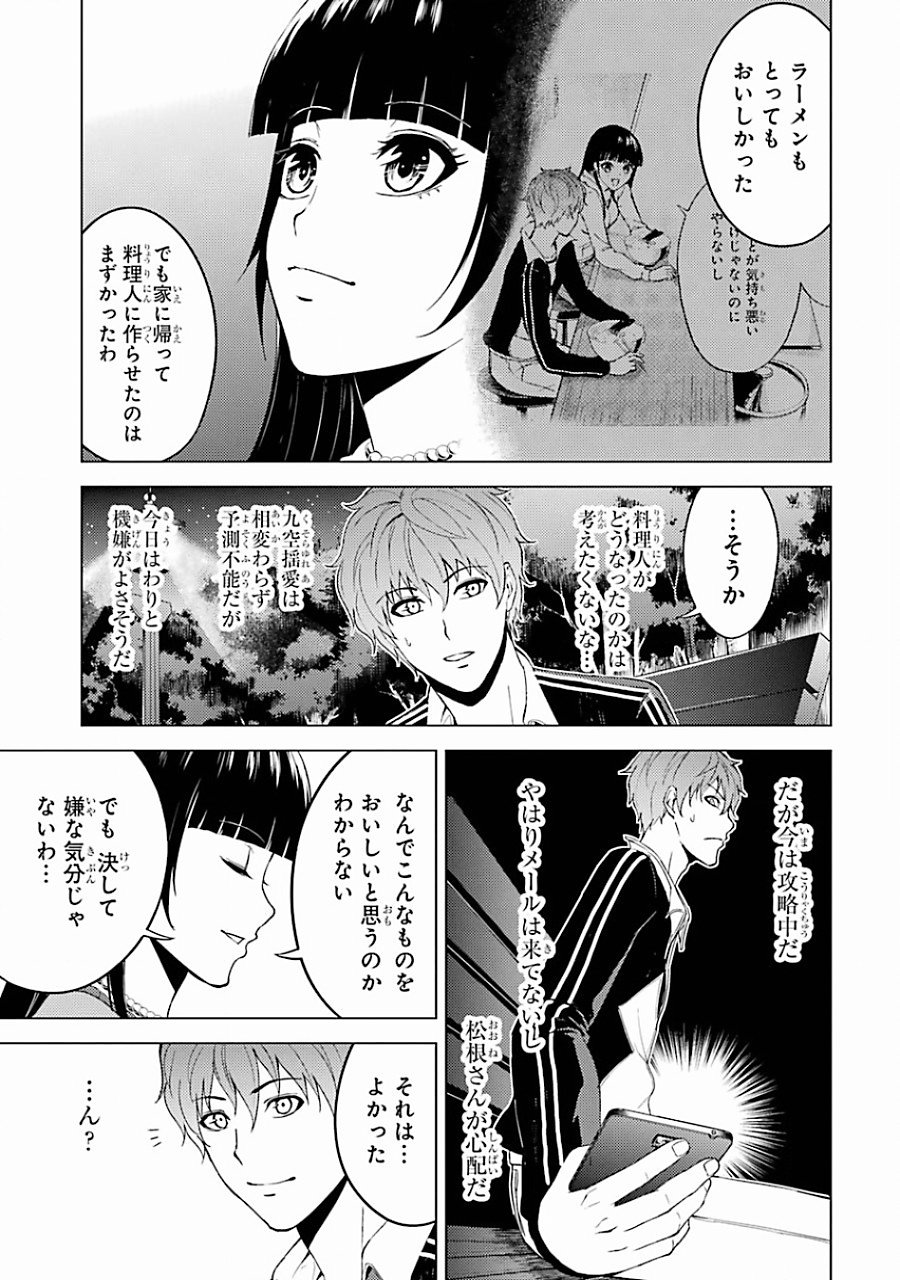 ラーメンも
とっても
おいしかった
とが気持ち悪い
けじゃないのに
やらないし
でも家に帰って
料理人に作らせたのは
まずかったわ
…そうか
料理人が
どうなったのかは
考えたくないな…
九空揺愛は
相変わらず
予測不能だが
今日はわりと
機嫌がよさそうだ
だが今は攻略中だ
やはりメールは来てないし
松根さんが心配だ
なんでこんなものを
おいしいと思うのか
わからない
でも 決して
嫌な気分じゃ
ないわ…
それは…
よかった
…ん？